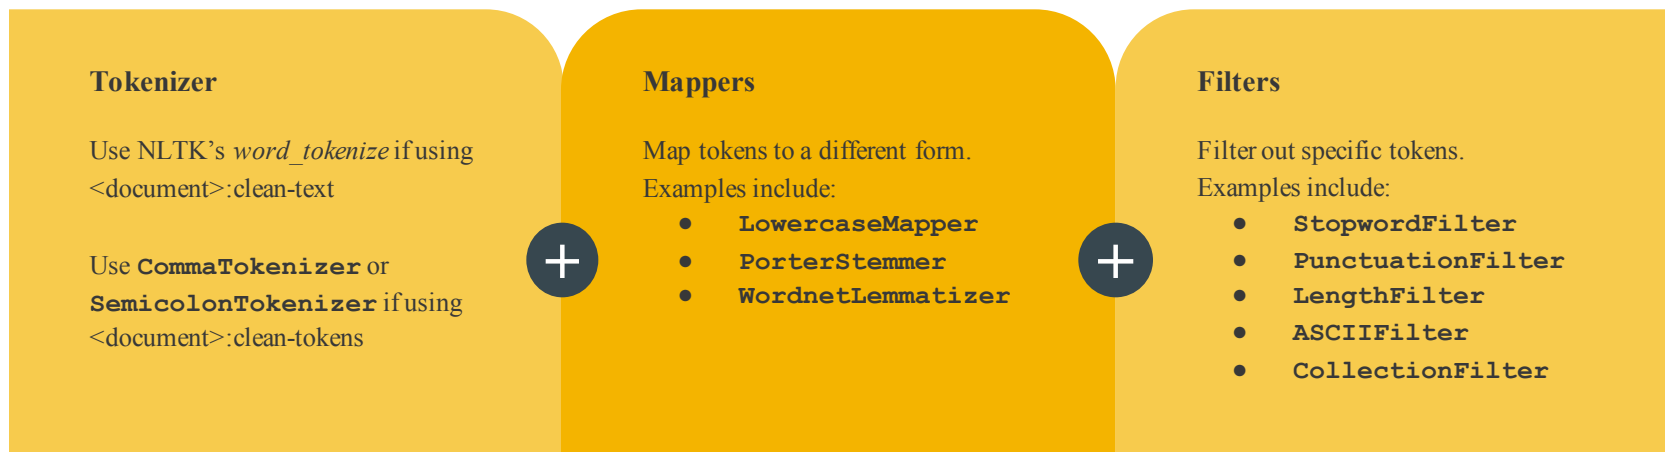 Tokenizer
Use NLTK’s word_tokenize if using
<document>:clean-text
Use CommaTokenizer or
SemicolonTokenizer if using
<document>:clean-tokens
+
Mappers
Map tokens to a different form.
Examples include:
● LowercaseMapper
● PorterStemmer
● WordnetLemmatizer
+
Filters
Filter out specific tokens.
Examples include:
● StopwordFilter
● PunctuationFilter
● LengthFilter
● ASCIIFilter
● CollectionFilter